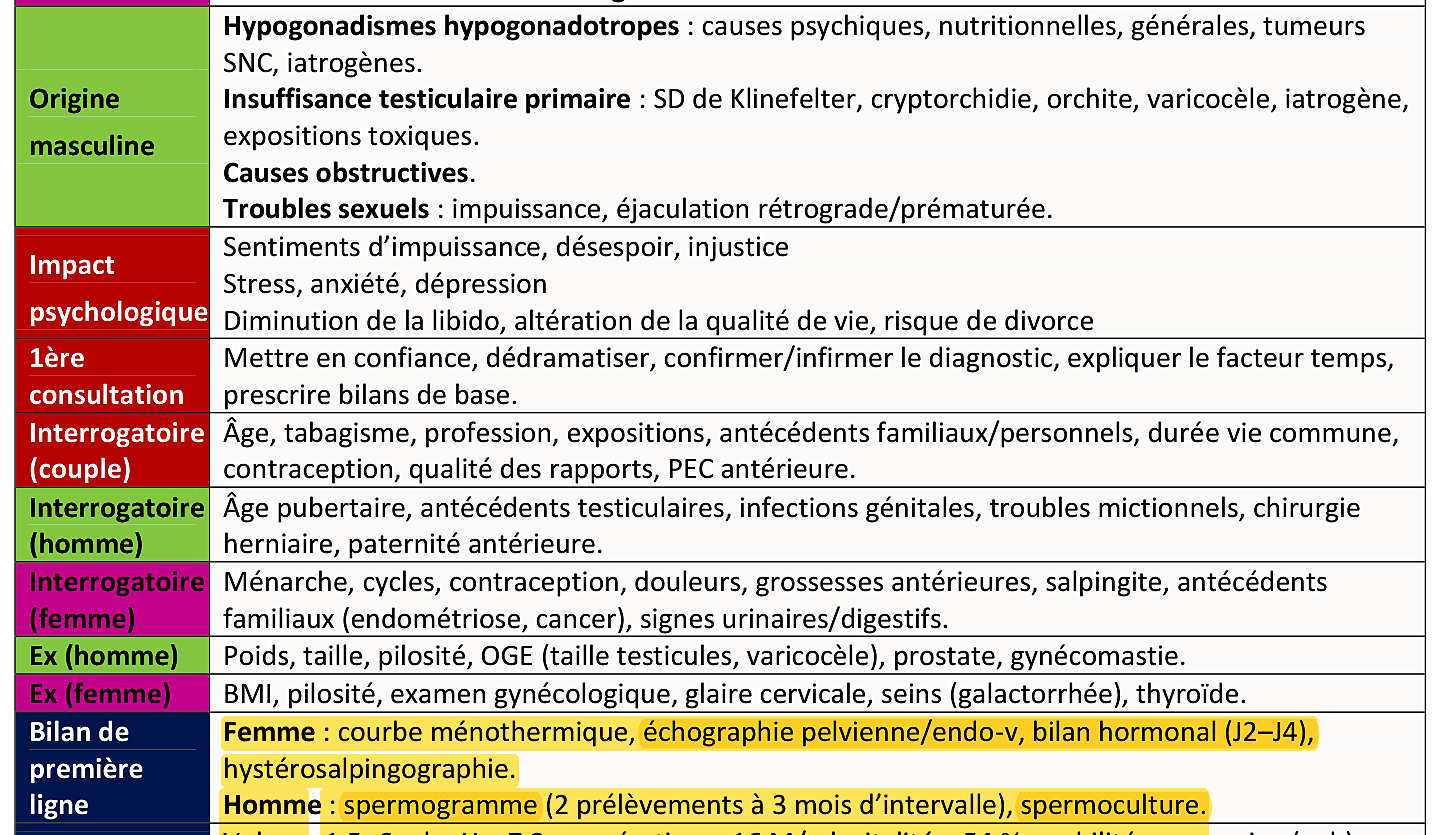 Hypogonadismes hypogonadotropes : causes psychiques, nutritionnelles, générales, tumeurs
SNC, iatrogènes.
Origine
masculine
Insuffisance testiculaire primaire : SD de Klinefelter, cryptorchidie, orchite, varicocèle, iatrogène,
expositions toxiques.
Causes obstructives.
Troubles sexuels : impuissance, éjaculation rétrograde/prématurée.
Impact
psychologique
Sentiments d’impuissance, désespoir, injustice
Stress, anxiété, dépression
Diminution de la libido, altération de la qualité de vie, risque de divorce
1ère
consultation
Mettre en confiance, dédramatiser, confirmer/infirmer le diagnostic, expliquer le facteur temps,
prescrire bilans de base.
Interrogatoire
(couple)
Âge, tabagisme, profession, expositions, antécédents familiaux/personnels, durée vie commune,
contraception, qualité des rapports, PEC antérieure.
Interrogatoire
(homme)
Âge pubertaire, antécédents testiculaires, infections génitales, troubles mictionnels, chirurgie
herniaire, paternité antérieure.
Interrogatoire
(femme)
Ménarche, cycles, contraception, douleurs, grossesses antérieures, salpingite, antécédents
familiaux (endométriose, cancer), signes urinaires/digestifs.
Ex (homme)
Poids, taille, pilosité, OGE (taille testicules, varicocèle), prostate, gynécomastie.
Ex (femme)
BMI, pilosité, examen gynécologique, glaire cervicale, seins (galactorrhée), thyroïde.
Bilan de
première
ligne
Femme : courbe ménothermique, échographie pelvienne/endo-v, bilan hormonal (J2–J4),
hystérosalpingographie.
Homme : spermogramme (2 prélèvements à 3 mois d’intervalle), spermoculture.